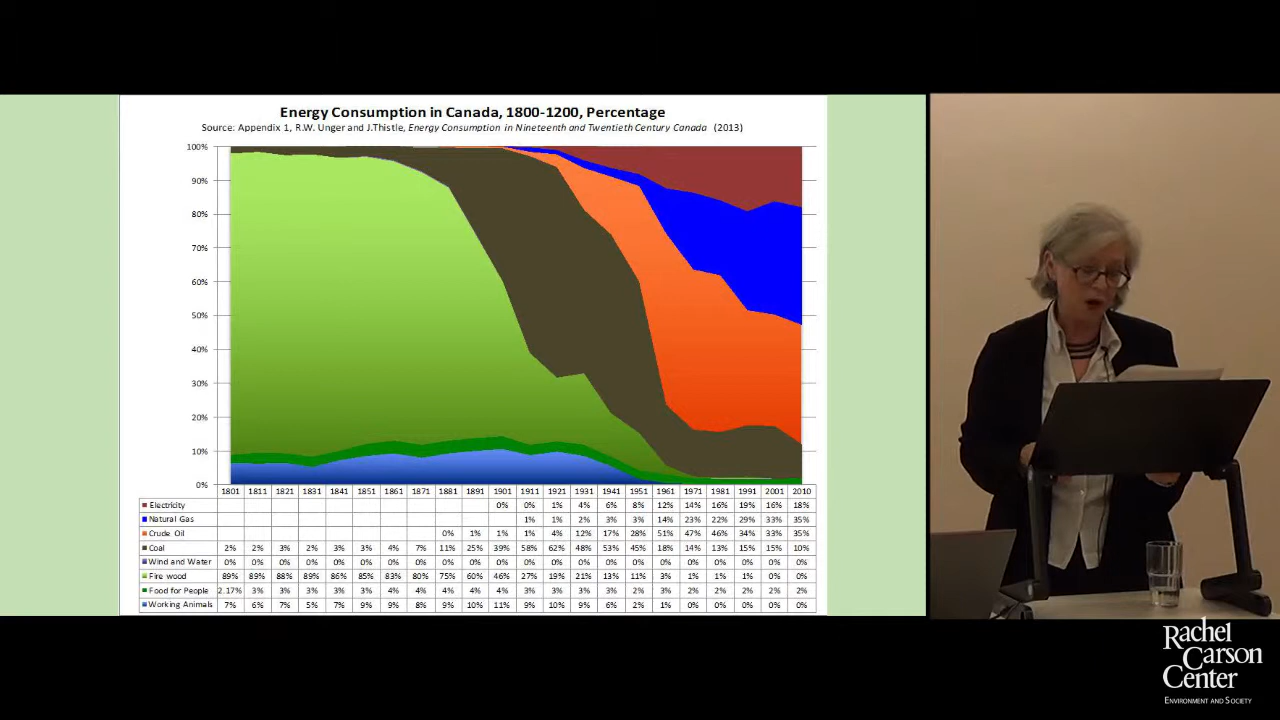 Energy Consumption in Canada, 1800-1200, Percentage
Source: Appendix 1, R.W. Unger and J.Thistle, Energy Consumption in Nineteenth and Twentieth Century Canada (2013)
100%
90%
80%
70%
60%
50%
40%
30%
20%
10%
0%
1801 1811 1821 1831 1841 1851 1861 1871 1881 1891 1901 1911 1921 1931 1941 1951 1961 1971 1981 1991 2001 2010
Electricity 0% 0% 1% 4% 6% 8% 12% 14% 16% 19% 16% 18%
Natural Gas 1% 1% 2% 3% 3% 14% 23% 22% 29% 33% 35%
Crude Oil 0% 1% 1% 1% 4% 12% 17% 28% 51% 47% 46% 34% 33% 35%
Coal 2% 2% 3% 2% 3% 3% 4% 7% 11% 25% 39% 58% 62% 48% 53% 45% 18% 14% 13% 15% 15% 10%
Wind and Water 0% 0% 0% 0% 0% 0% 0% 0% 0% 0% 0% 0% 0% 0% 0% 0% 0% 0% 0% 0% 0% 0%
Fire wood 89% 89% 88% 89% 86% 85% 83% 80% 75% 60% 46% 27% 19% 21% 13% 11% 3% 1% 1% 1% 0% 0%
Food for People 2.17% 3% 3% 3% 3% 3% 4% 4% 4% 4% 4% 3% 3% 3% 3% 2% 3% 2% 2% 2% 2% 2%
Working Animals 7% 6% 7% 5% 7% 9% 9% 8% 9% 10% 11% 9% 10% 9% 6% 2% 1% 0% 0% 0% 0% 0%
Rachel
Carson
Center
ENVIRONMENT AND SOCIETY